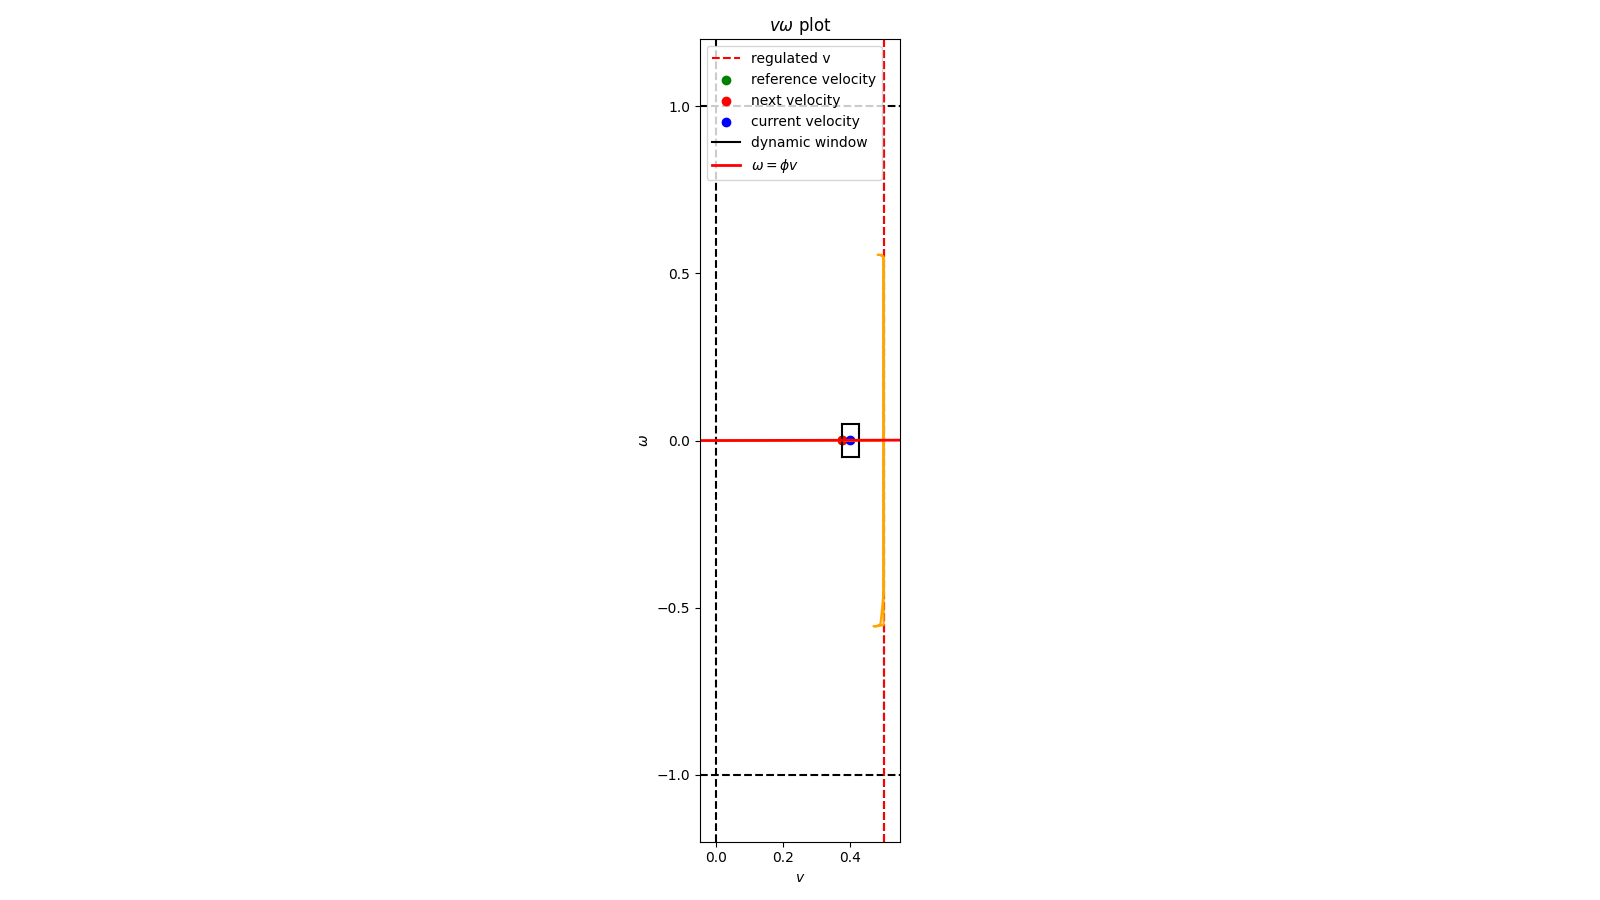 vω plot
regulated v
reference velocity
next velocity
current velocity
dynamic window
ω = ϕv
1.0
0.5
0.0
−0.5
−1.0
ω
0.0 0.2 0.4
v